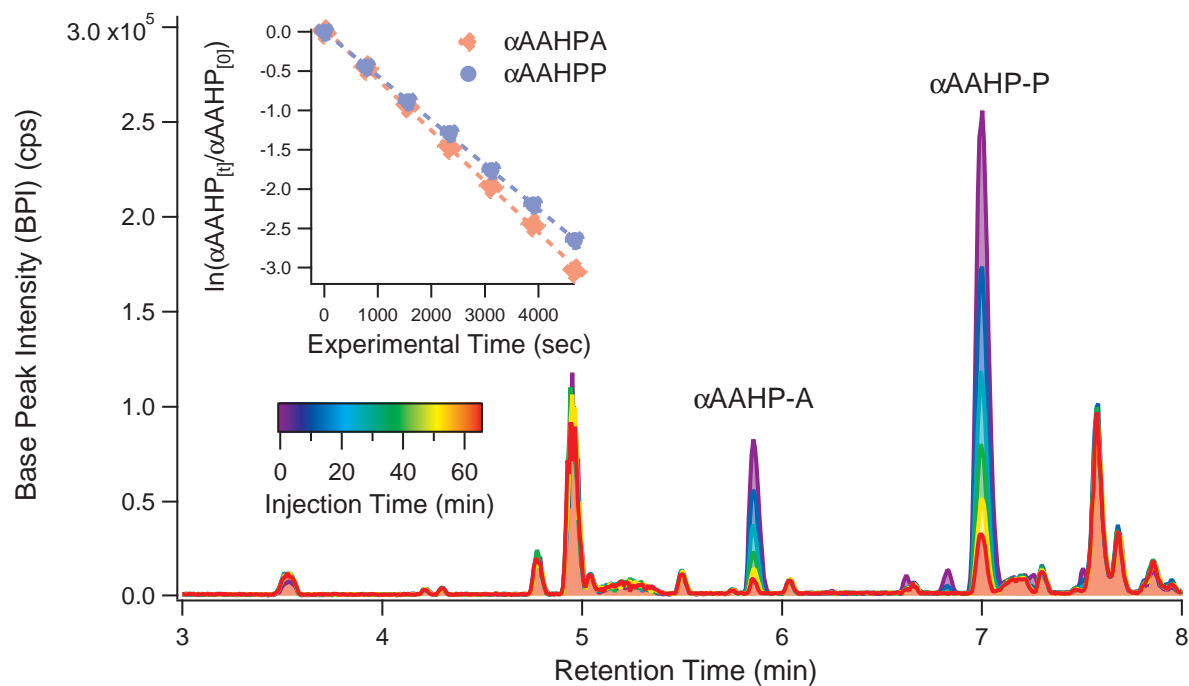 3.0 x10⁵
2.5
2.0
1.5
1.0
0.5
0.0
Base Peak Intensity (BPI) (cps)
3
4
5
6
7
8
Retention Time (min)
0.0
-0.5
-1.0
-1.5
-2.0
-2.5
-3.0
ln(αAAHP[t]/αAAHP[0])
0
1000
2000
3000
4000
Experimental Time (sec)
αAAHPA
αAAHPP
0
20
40
60
Injection Time (min)
αAAHP-A
αAAHP-P